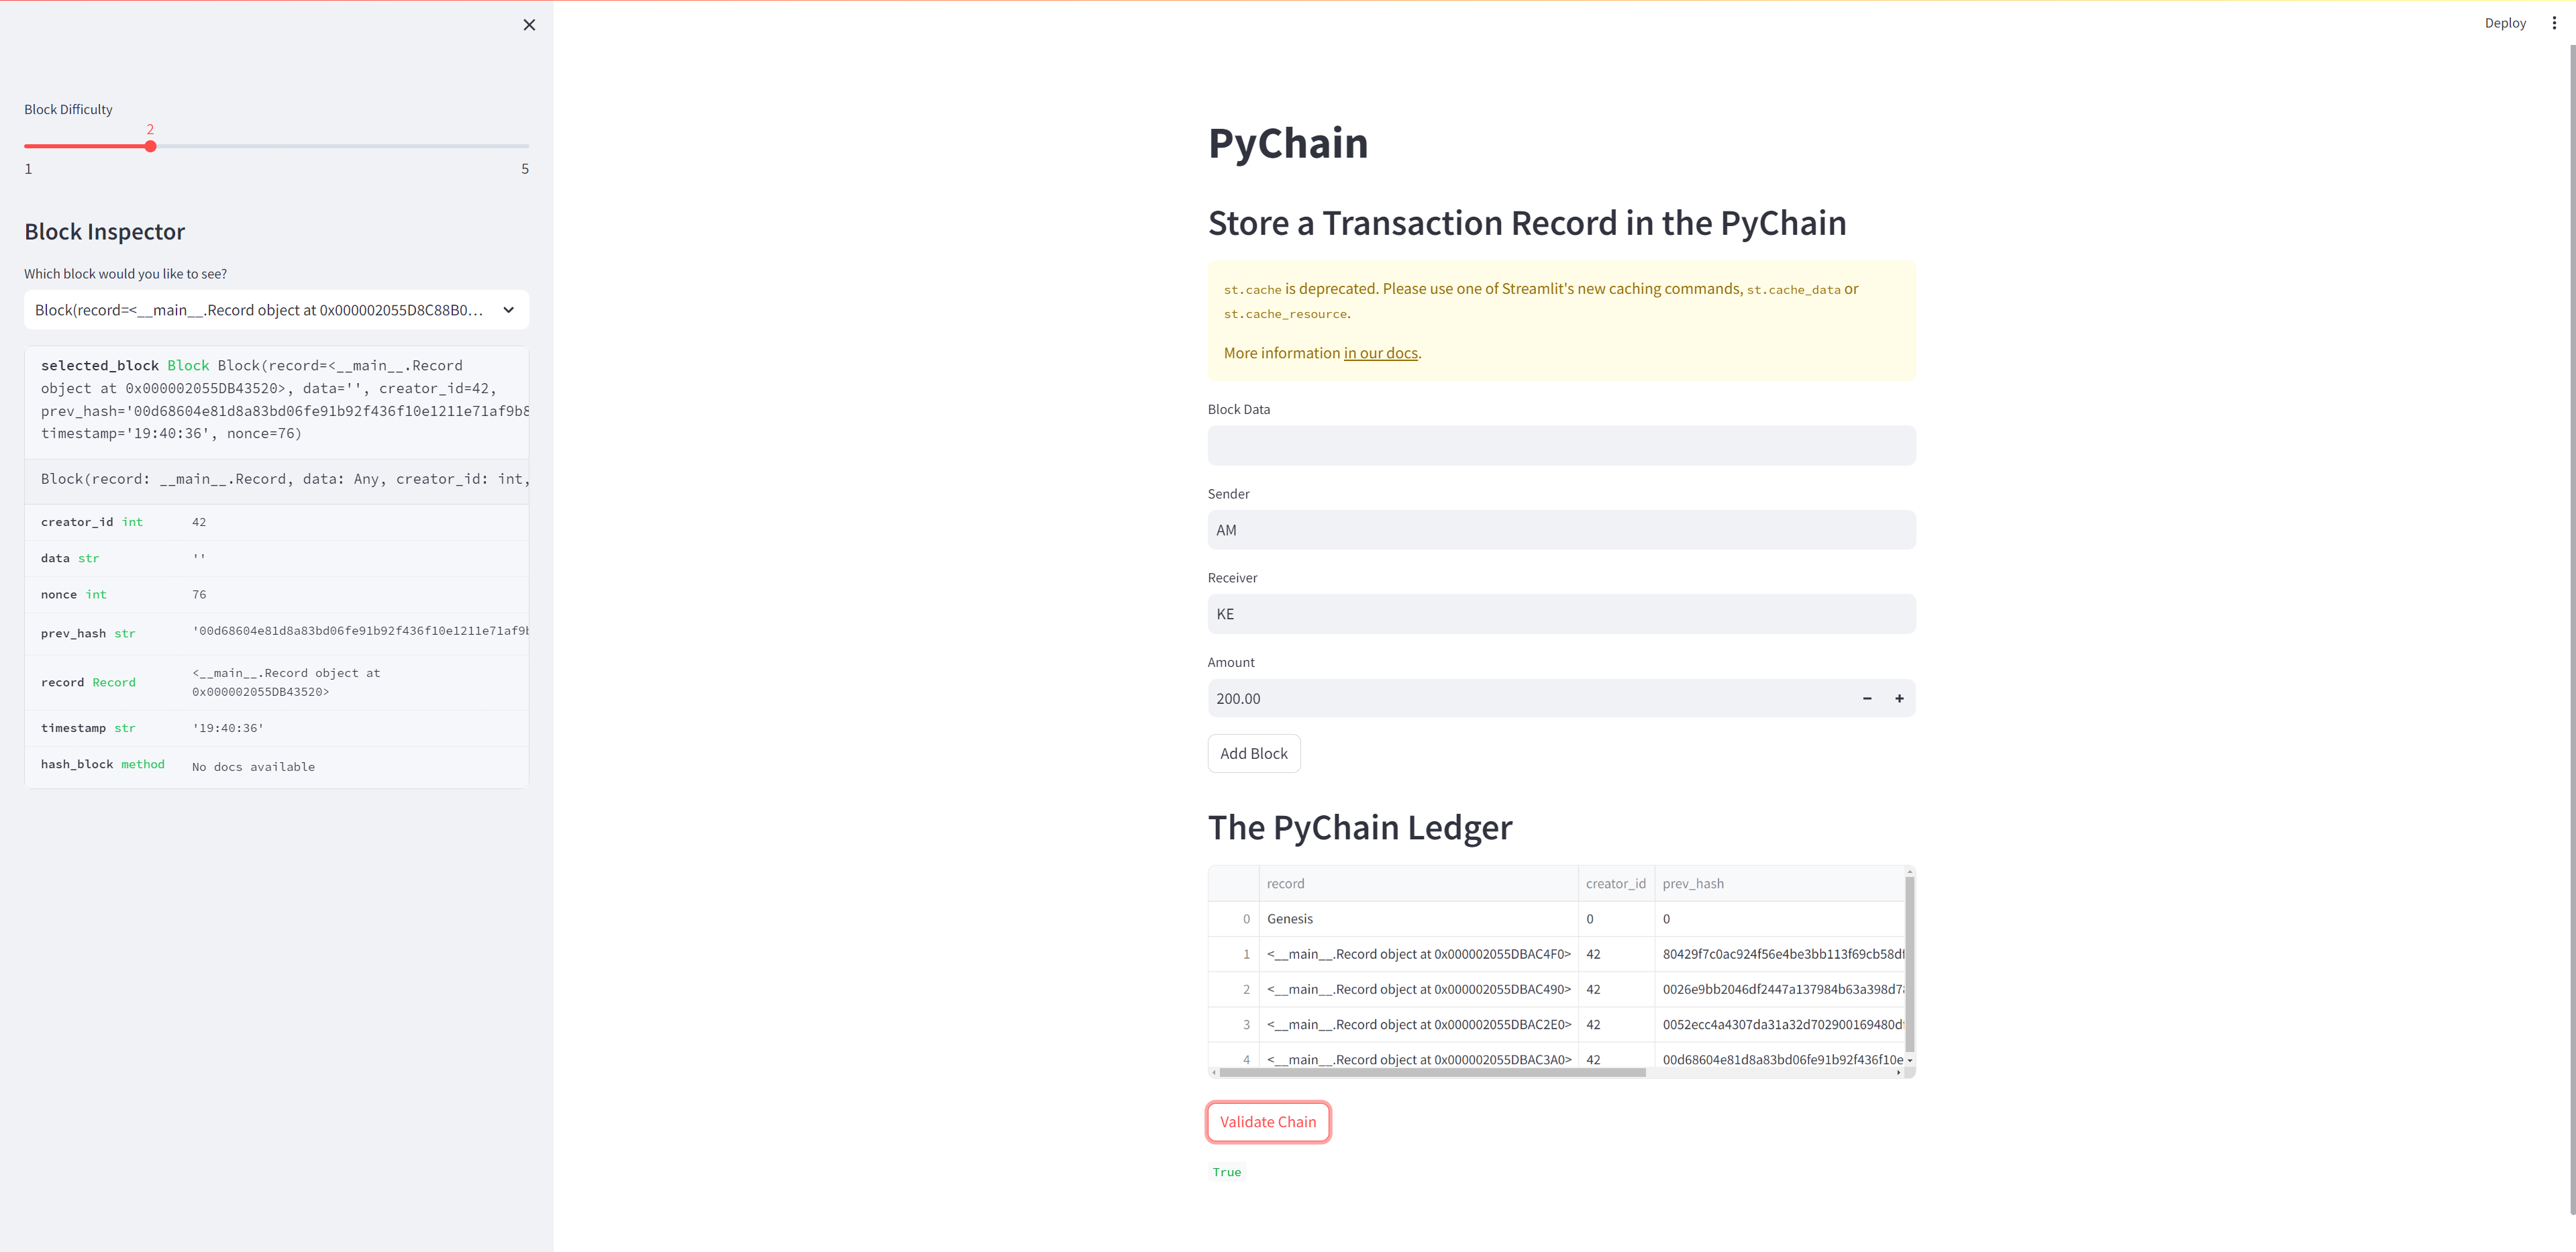 Block Difficulty
2
1 5
Block Inspector
Which block would you like to see?
Block(record=<__main__.Record object at 0x000002055D8C88B0...
selected_block Block Block(record=<__main__.Record
object at 0x000002055DB43520>, data='', creator_id=42,
prev_hash='00d68604e81d8a83bd06fe91b92f436f10e1211e71af9b8
timestamp='19:40:36', nonce=76)
Block(record: __main__.Record, data: Any, creator_id: int,
creator_id int 42
data str ''
nonce int 76
prev_hash str '00d68604e81d8a83bd06fe91b92f436f10e1211e71af9b
record Record <__main__.Record object at
0x000002055DB43520>
timestamp str '19:40:36'
hash_block method No docs available
Deploy
PyChain
Store a Transaction Record in the PyChain
st.cache is deprecated. Please use one of Streamlit's new caching commands, st.cache_data or
st.cache_resource.
More information in our docs.
Block Data
Sender
AM
Receiver
KE
Amount
200.00
Add Block
The PyChain Ledger
record creator_id prev_hash
0 Genesis 0 0
1 <__main__.Record object at 0x000002055DBAC4F0> 42 80429f7c0ac924f56e4be3bb113f69cb58df
2 <__main__.Record object at 0x000002055DBAC490> 42 0026e9bb2046df2447a137984b63a398d7
3 <__main__.Record object at 0x000002055DBAC2E0> 42 0052ecc4a4307da31a32d702900169480d
4 <__main__.Record object at 0x000002055DBAC3A0> 42 00d68604e81d8a83bd06fe91b92f436f10e
Validate Chain
True